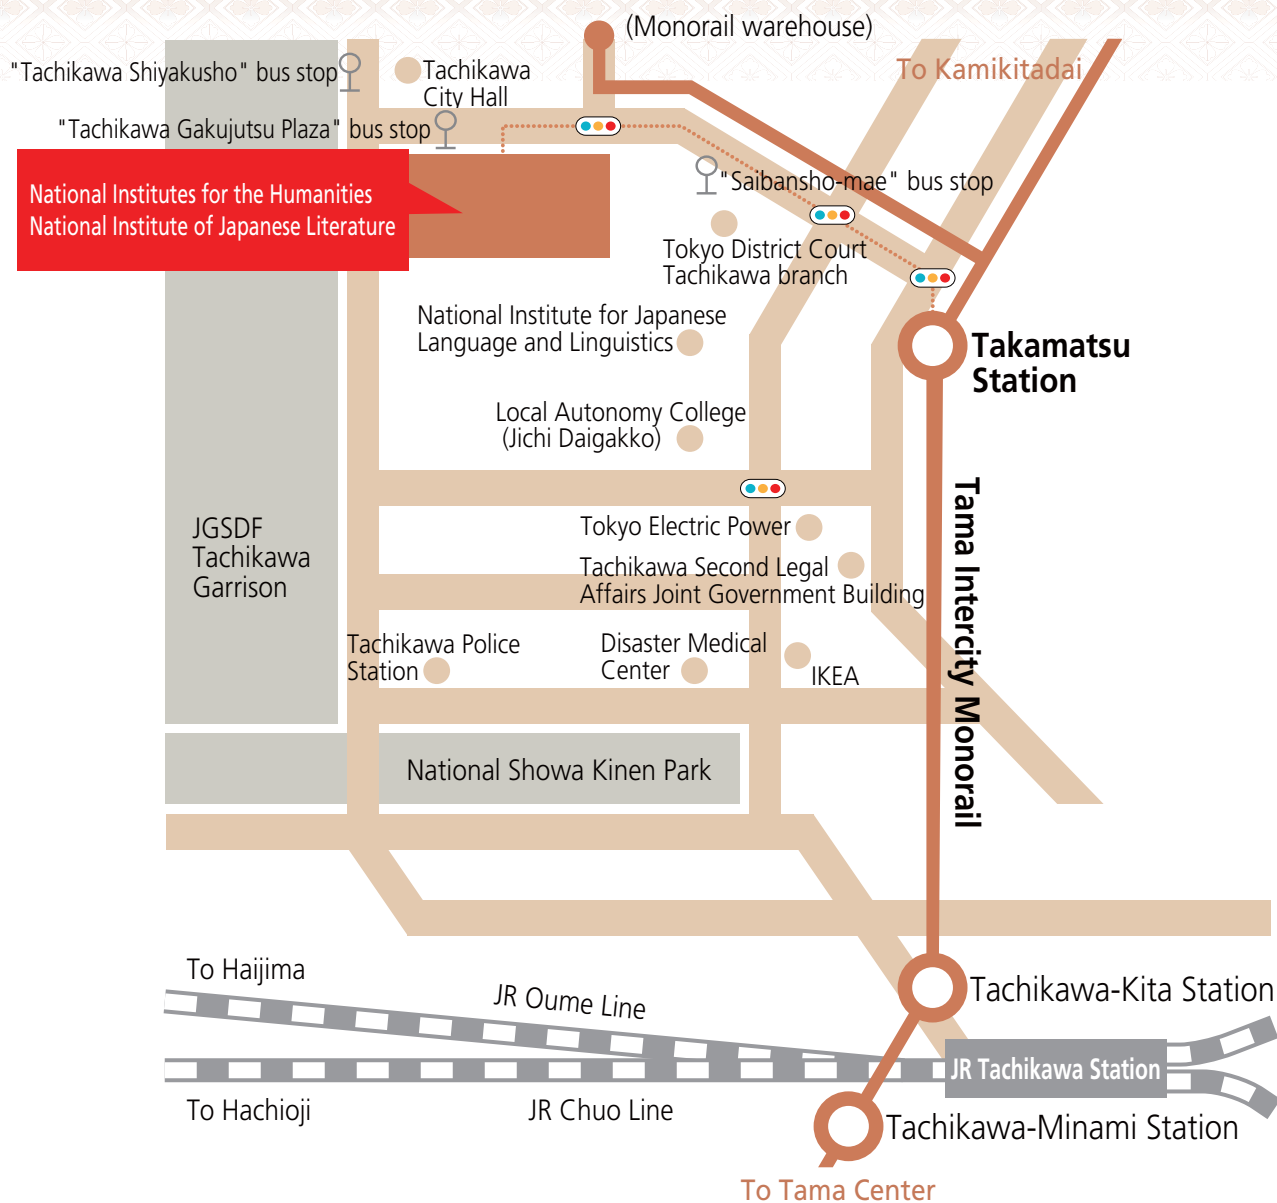 (Monorail warehouse)
"Tachikawa Shiyakusho" bus stop
Tachikawa
City Hall
To Kamikitadai
"Tachikawa Gakujutsu Plaza" bus stop
National Institutes for the Humanities
National Institute of Japanese Literature
"Saibansho-mae" bus stop
Tokyo District Court
Tachikawa branch
National Institute for Japanese
Language and Linguistics
Takamatsu
Station
Local Autonomy College
(Jichi Daigakko)
Tama Intercity Monorail
JGSDF
Tachikawa
Garrison
Tokyo Electric Power
Tachikawa Second Legal
Affairs Joint Government Building
Tachikawa Police
Station
Disaster Medical
Center
IKEA
National Showa Kinen Park
To Haijima
JR Oume Line
Tachikawa-Kita Station
JR Tachikawa Station
To Hachioji
JR Chuo Line
Tachikawa-Minami Station
To Tama Center